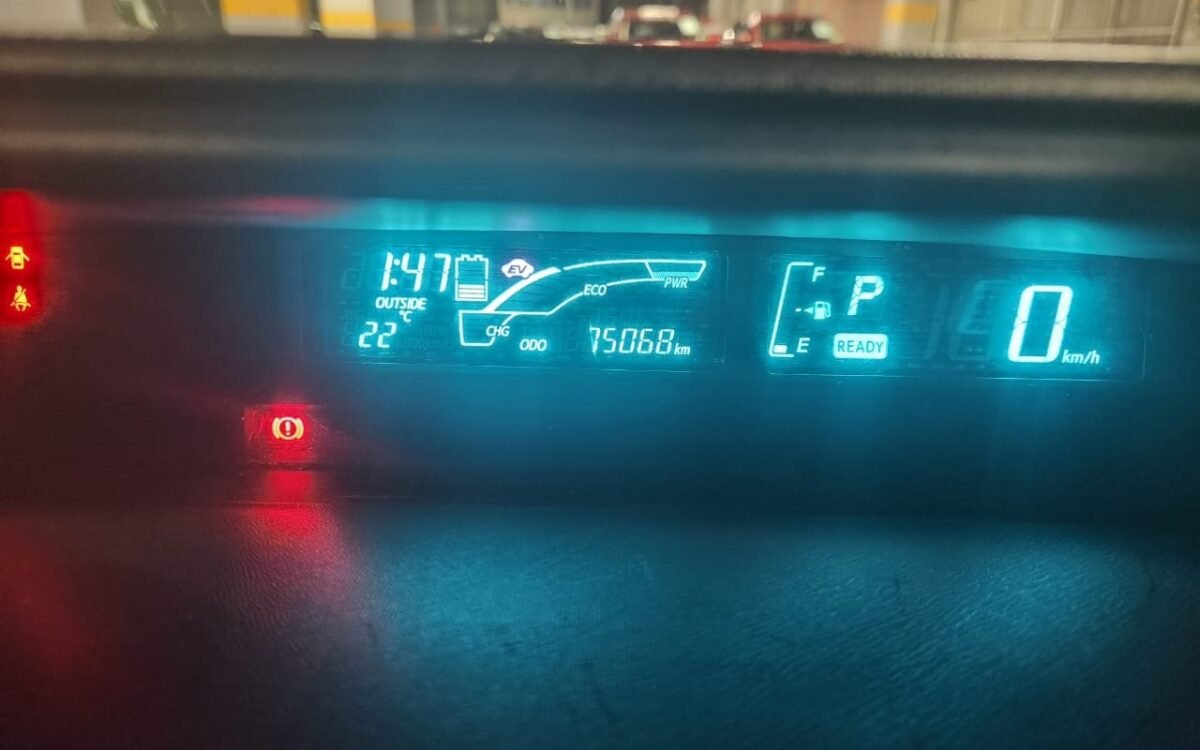 1:47
EV
OUTSIDE
°C
22
CHG
ECO
PWR
ODO
75068 km
F
E
P
READY
0 km/h
!